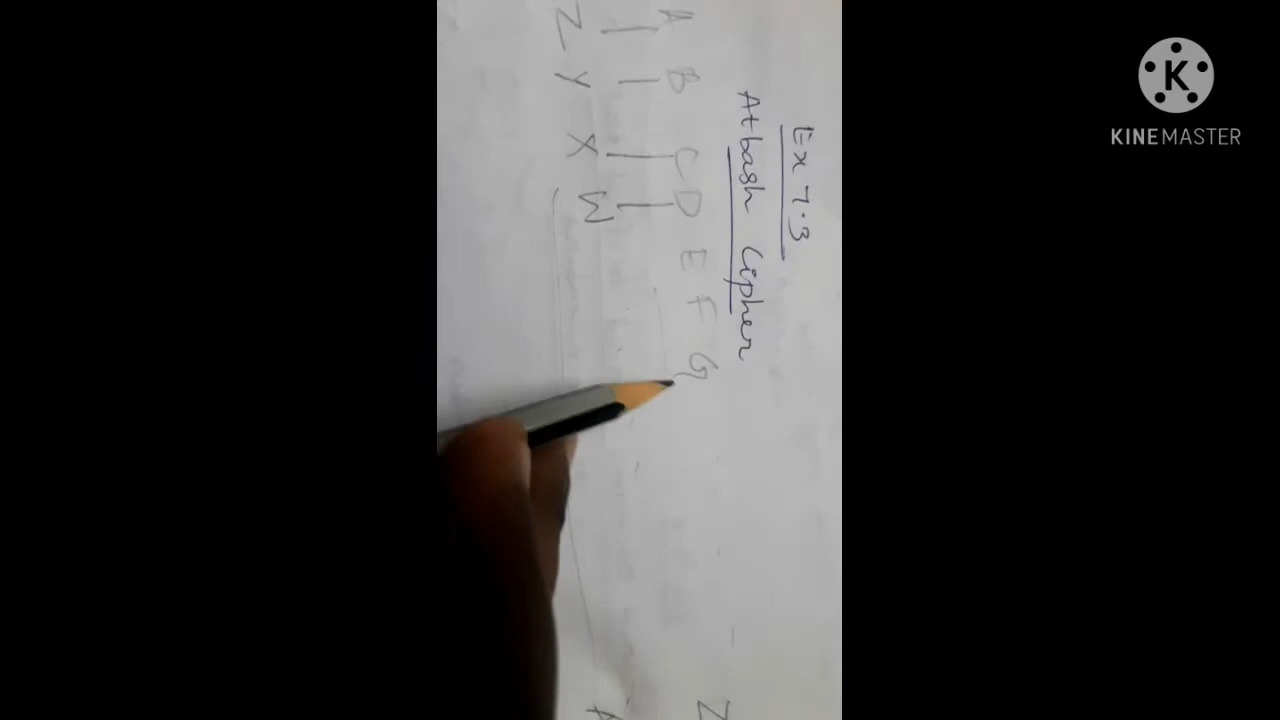 Ex 7.3
Atbash Cipher
A B C D E F G
Z Y X W
Z
KINEMASTER